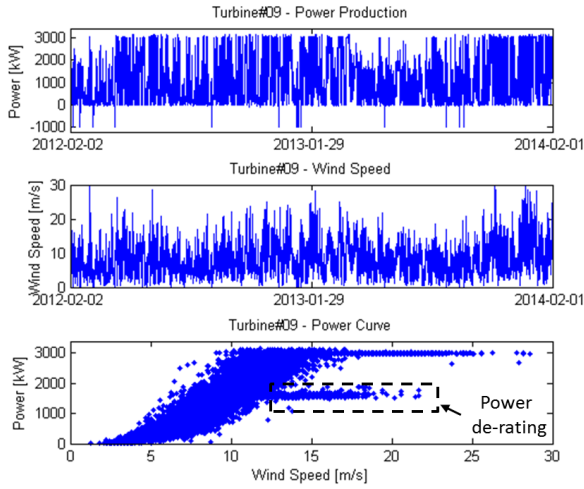 Turbine#09 - Power Production
Power [kW]
3000
2000
1000
0
-1000
2012-02-02
2013-01-29
2014-02-01
Turbine#09 - Wind Speed
Wind Speed [m/s]
30
20
10
0
2012-02-02
2013-01-29
2014-02-01
Turbine#09 - Power Curve
Power [kW]
3000
2000
1000
0
Power
de-rating
0
5
10
15
20
25
30
Wind Speed [m/s]